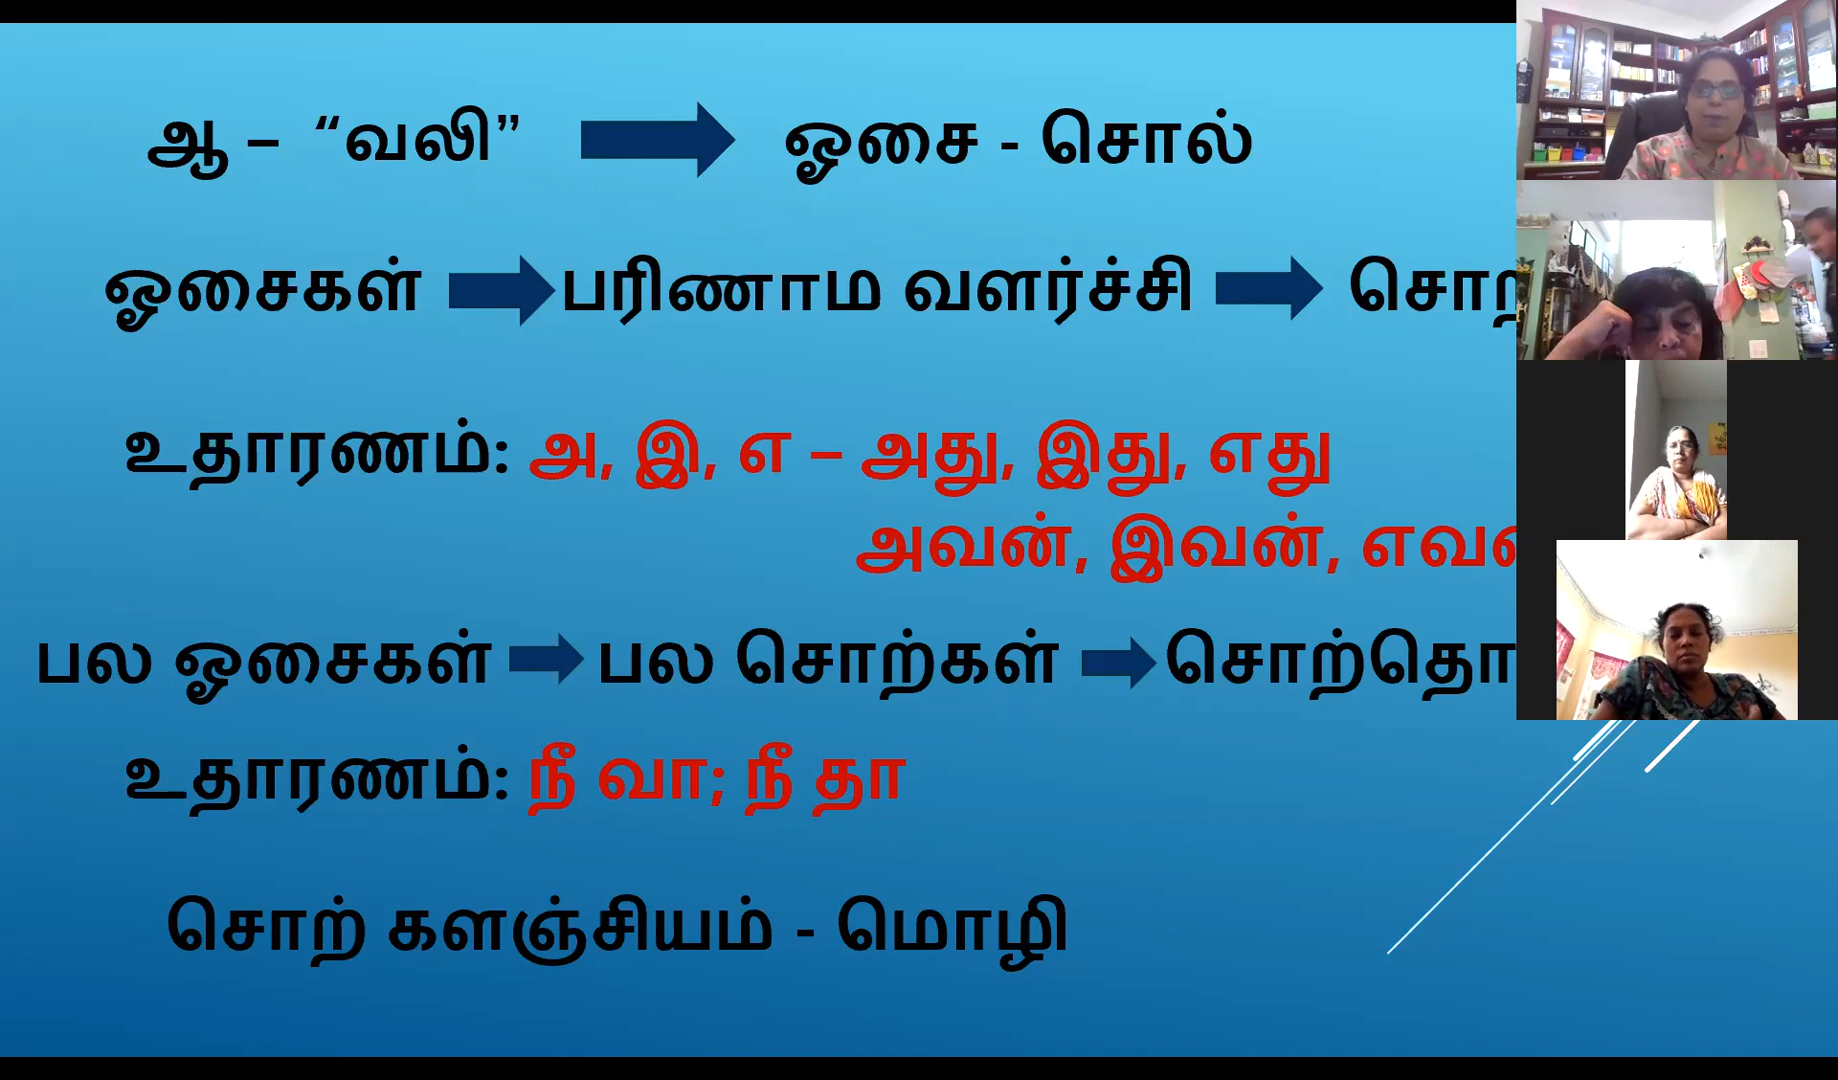 ஆ – “வலி” ஓசை - சொல்
ஓசைகள் பரிணாம வளர்ச்சி
உதாரணம்: அ, இ, எ – அது, இது, எது
அவன், இவன்,
பல ஓசைகள் பல சொற்கள்
உதாரணம்: நீ வா; நீ தா
சொற் களஞ்சியம் - மொழி